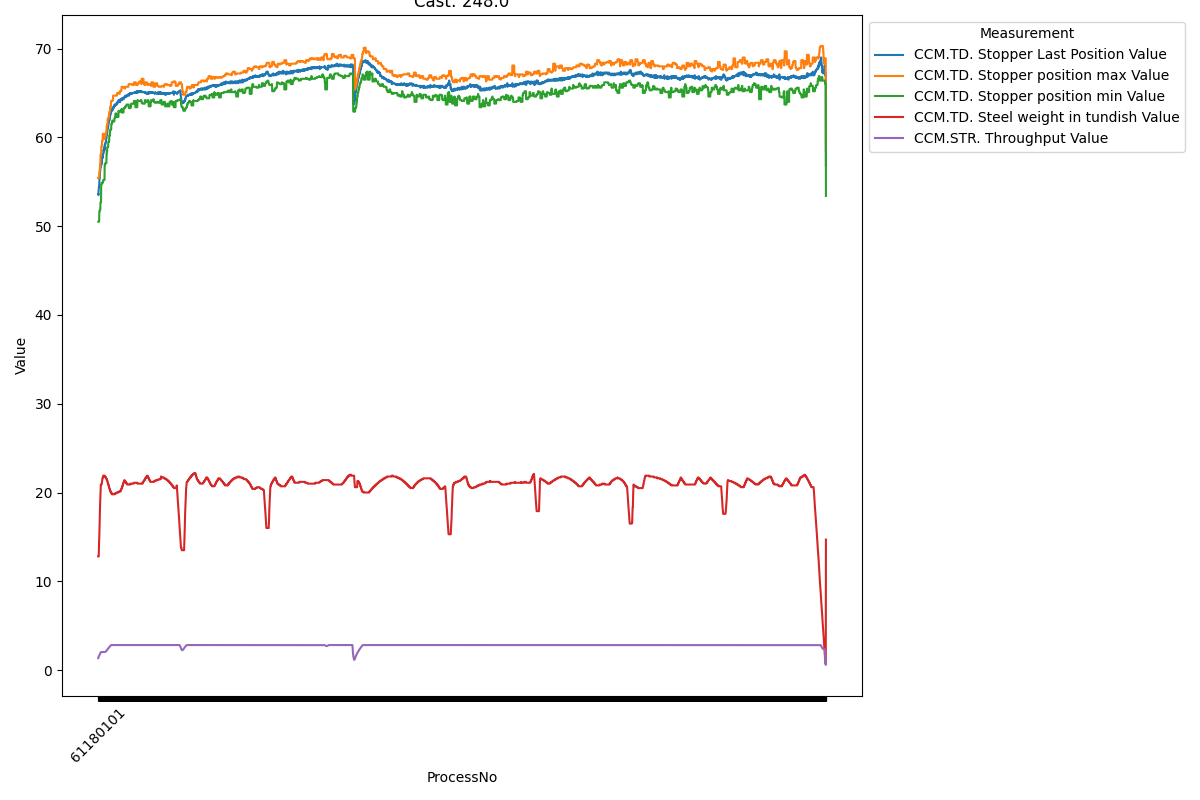 Cast: 248.0
Measurement
CCM.TD. Stopper Last Position Value
CCM.TD. Stopper position max Value
CCM.TD. Stopper position min Value
CCM.TD. Steel weight in tundish Value
CCM.STR. Throughput Value
Value
70
60
50
40
30
20
10
0
61180101
ProcessNo